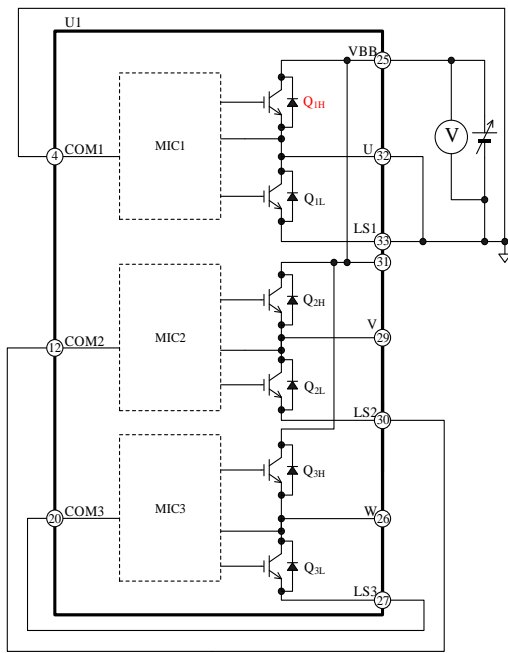 U1
VBB
25
Q1H
V
4
COM1
MIC1
U
32
Q1L
LS1
33
31
Q2H
V
29
12
COM2
MIC2
Q2L
LS2
30
Q3H
20
COM3
MIC3
W
26
Q3L
LS3
27